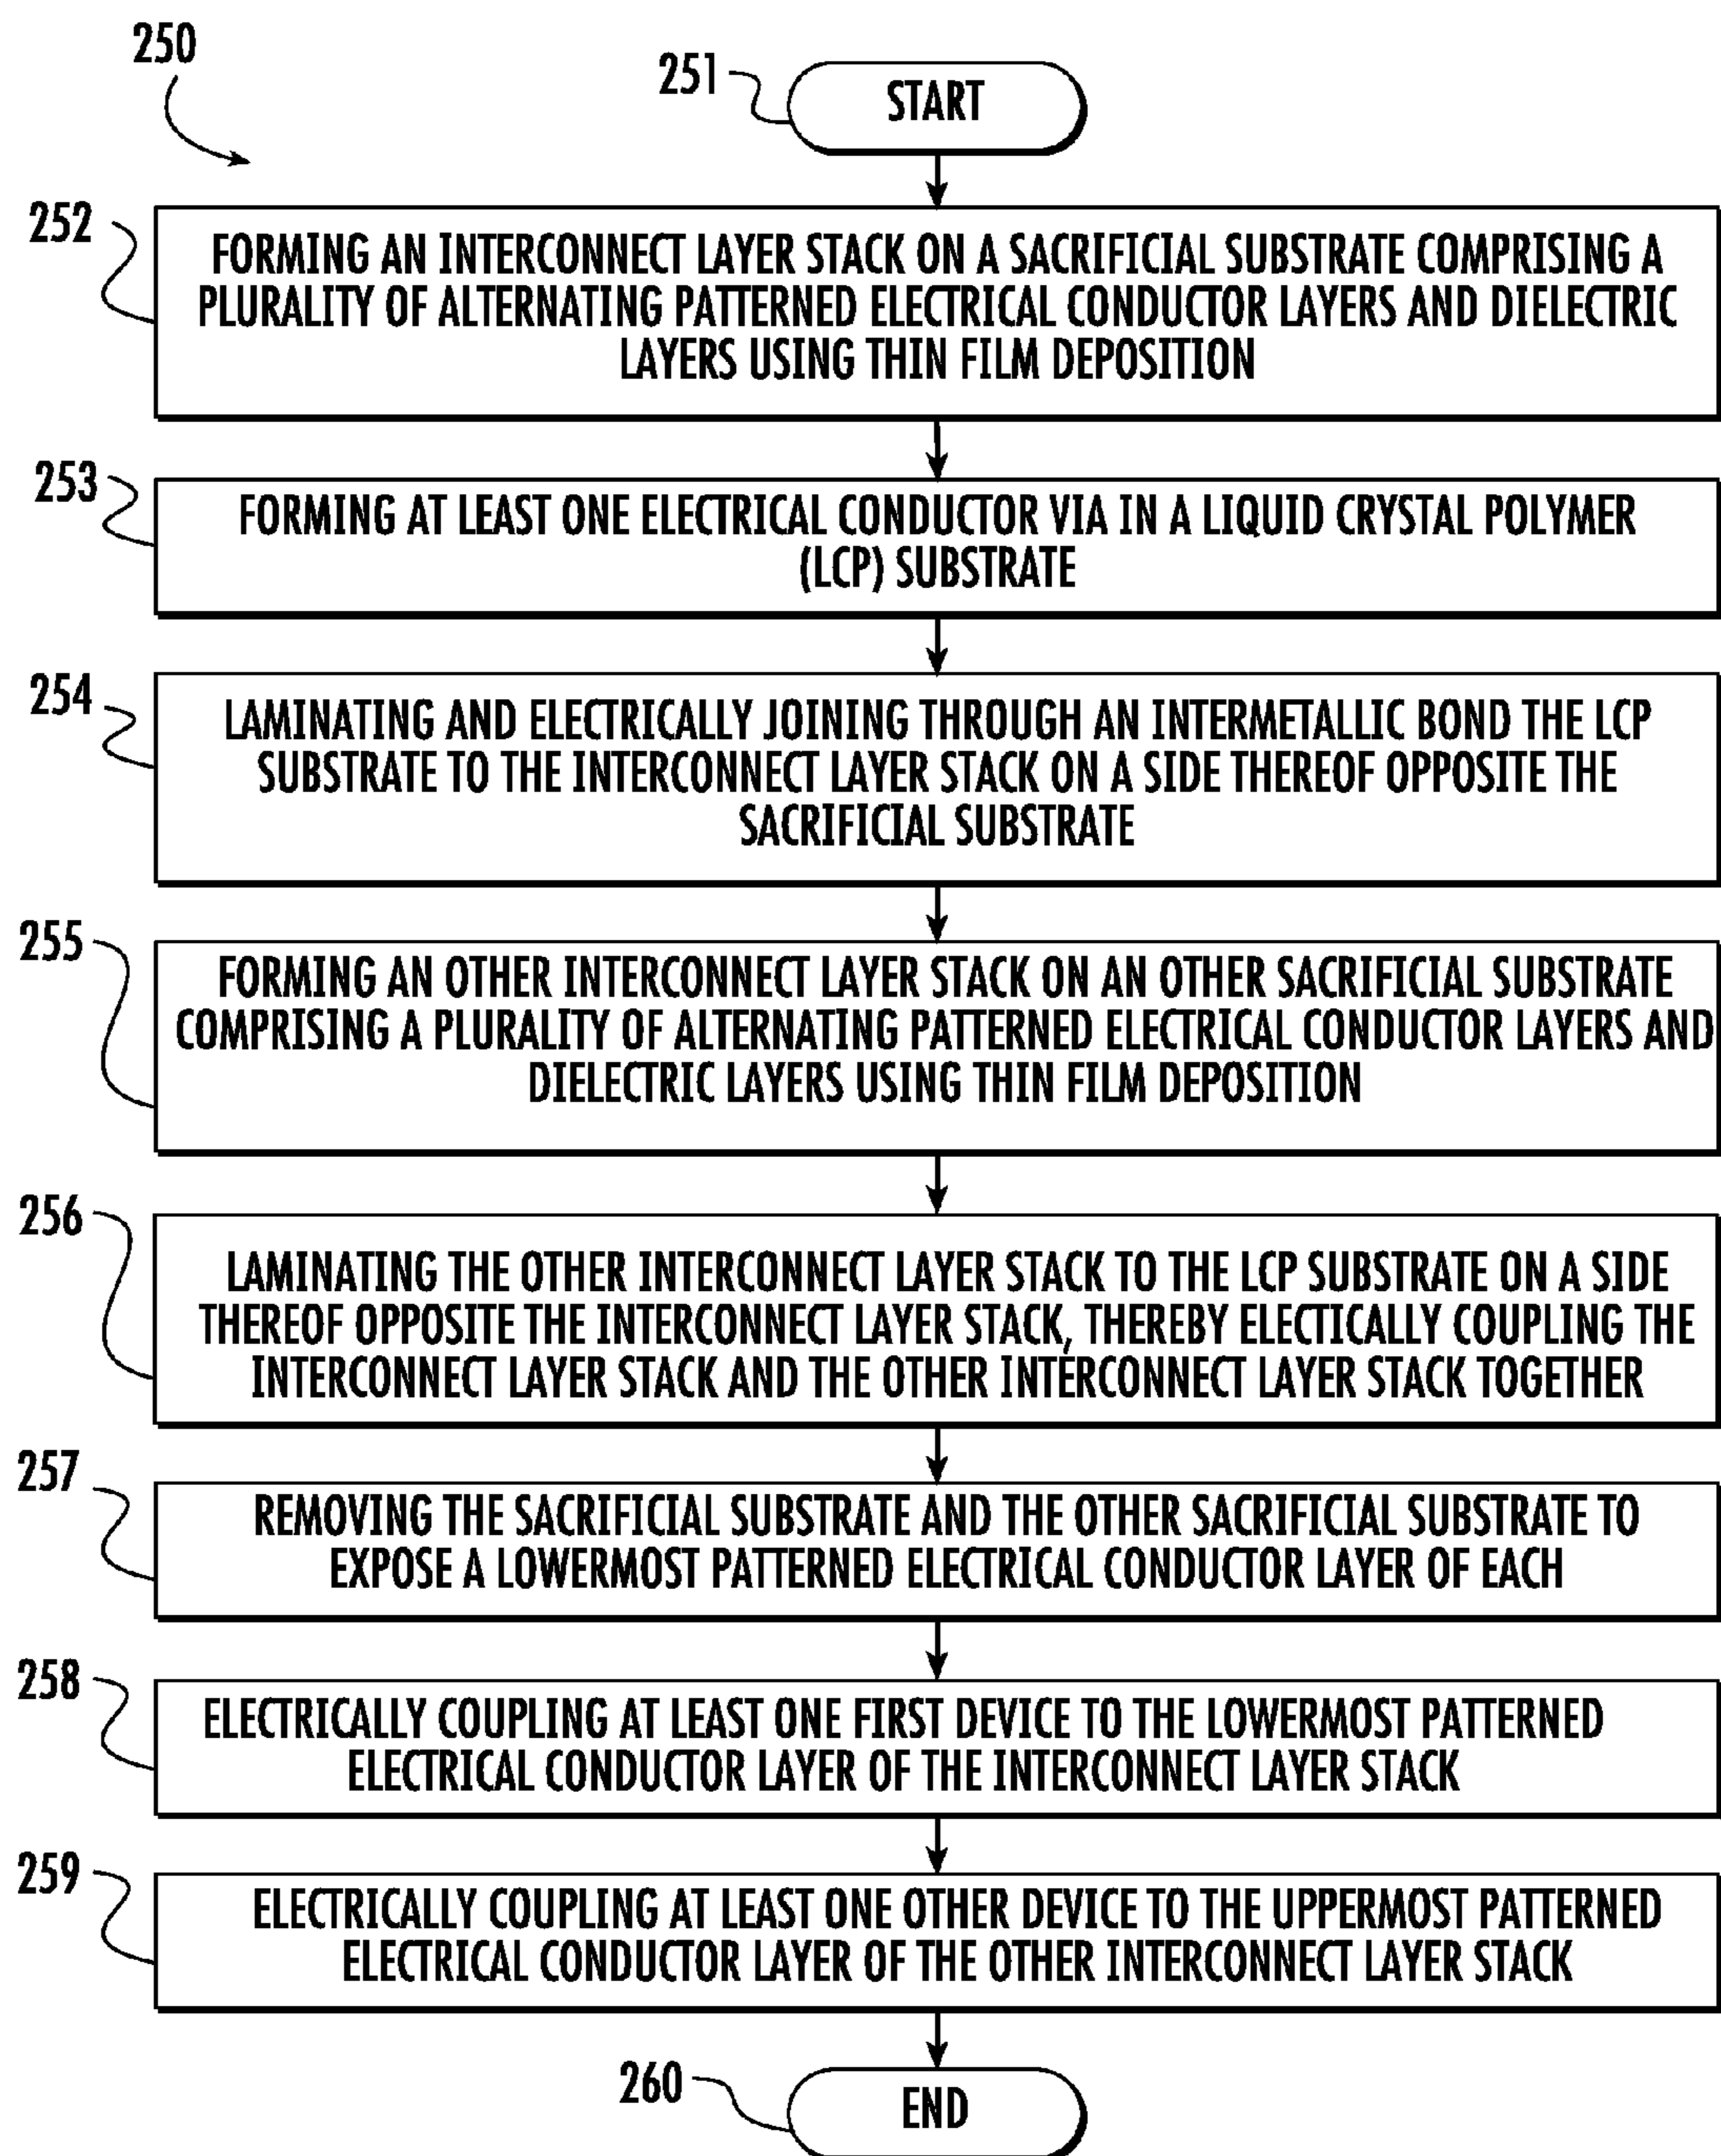 250
251
START
252
FORMING AN INTERCONNECT LAYER STACK ON A SACRIFICIAL SUBSTRATE COMPRISING A
PLURALITY OF ALTERNATING PATTERNED ELECTRICAL CONDUCTOR LAYERS AND DIELECTRIC
LAYERS USING THIN FILM DEPOSITION
253
FORMING AT LEAST ONE ELECTRICAL CONDUCTOR VIA IN A LIQUID CRYSTAL POLYMER
(LCP) SUBSTRATE
254
LAMINATING AND ELECTRICALLY JOINING THROUGH AN INTERMETALLIC BOND THE LCP
SUBSTRATE TO THE INTERCONNECT LAYER STACK ON A SIDE THEREOF OPPOSITE THE
SACRIFICIAL SUBSTRATE
255
FORMING AN OTHER INTERCONNECT LAYER STACK ON AN OTHER SACRIFICIAL SUBSTRATE
COMPRISING A PLURALITY OF ALTERNATING PATTERNED ELECTRICAL CONDUCTOR LAYERS AND
DIELECTRIC LAYERS USING THIN FILM DEPOSITION
256
LAMINATING THE OTHER INTERCONNECT LAYER STACK TO THE LCP SUBSTRATE ON A SIDE
THEREOF OPPOSITE THE INTERCONNECT LAYER STACK, THEREBY ELECTICALLY COUPLING THE
INTERCONNECT LAYER STACK AND THE OTHER INTERCONNECT LAYER STACK TOGETHER
257
REMOVING THE SACRIFICIAL SUBSTRATE AND THE OTHER SACRIFICIAL SUBSTRATE TO
EXPOSE A LOWERMOST PATTERNED ELECTRICAL CONDUCTOR LAYER OF EACH
258
ELECTRICALLY COUPLING AT LEAST ONE FIRST DEVICE TO THE LOWERMOST PATTERNED
ELECTRICAL CONDUCTOR LAYER OF THE INTERCONNECT LAYER STACK
259
ELECTRICALLY COUPLING AT LEAST ONE OTHER DEVICE TO THE UPPERMOST PATTERNED
ELECTRICAL CONDUCTOR LAYER OF THE OTHER INTERCONNECT LAYER STACK
260
END